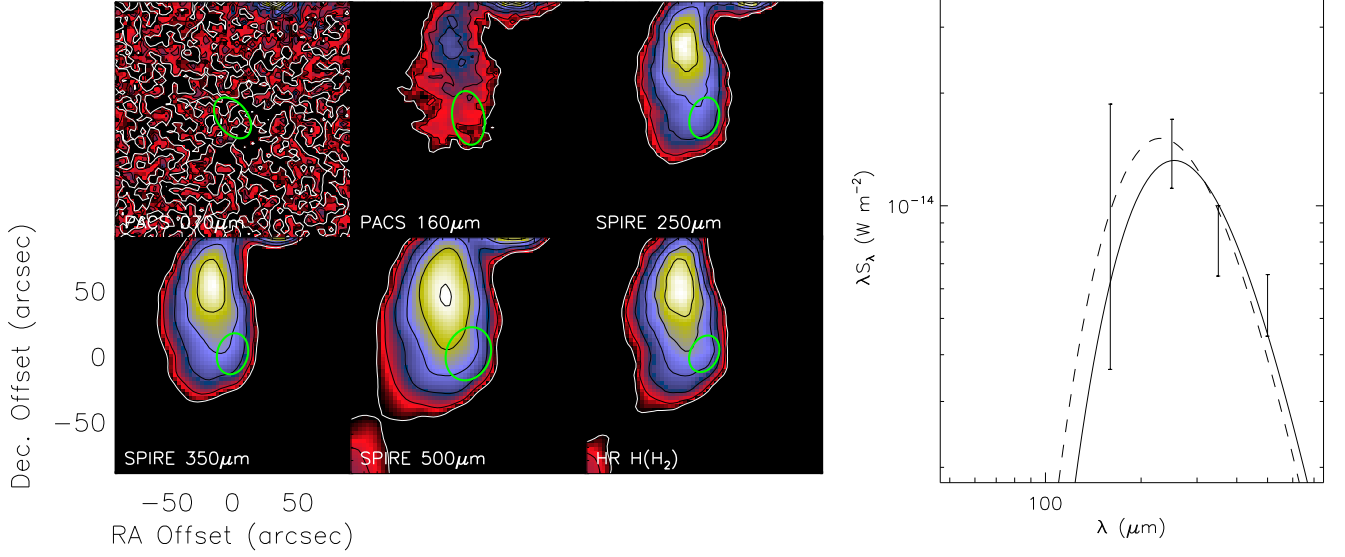 PACS 070μm
PACS 160μm
SPIRE 250μm
SPIRE 350μm
SPIRE 500μm
HR H(H₂)
Dec. Offset (arcsec)
50
0
−50
−50 0 50
RA Offset (arcsec)
λSλ (W m⁻²)
10⁻¹⁴
100
λ (μm)